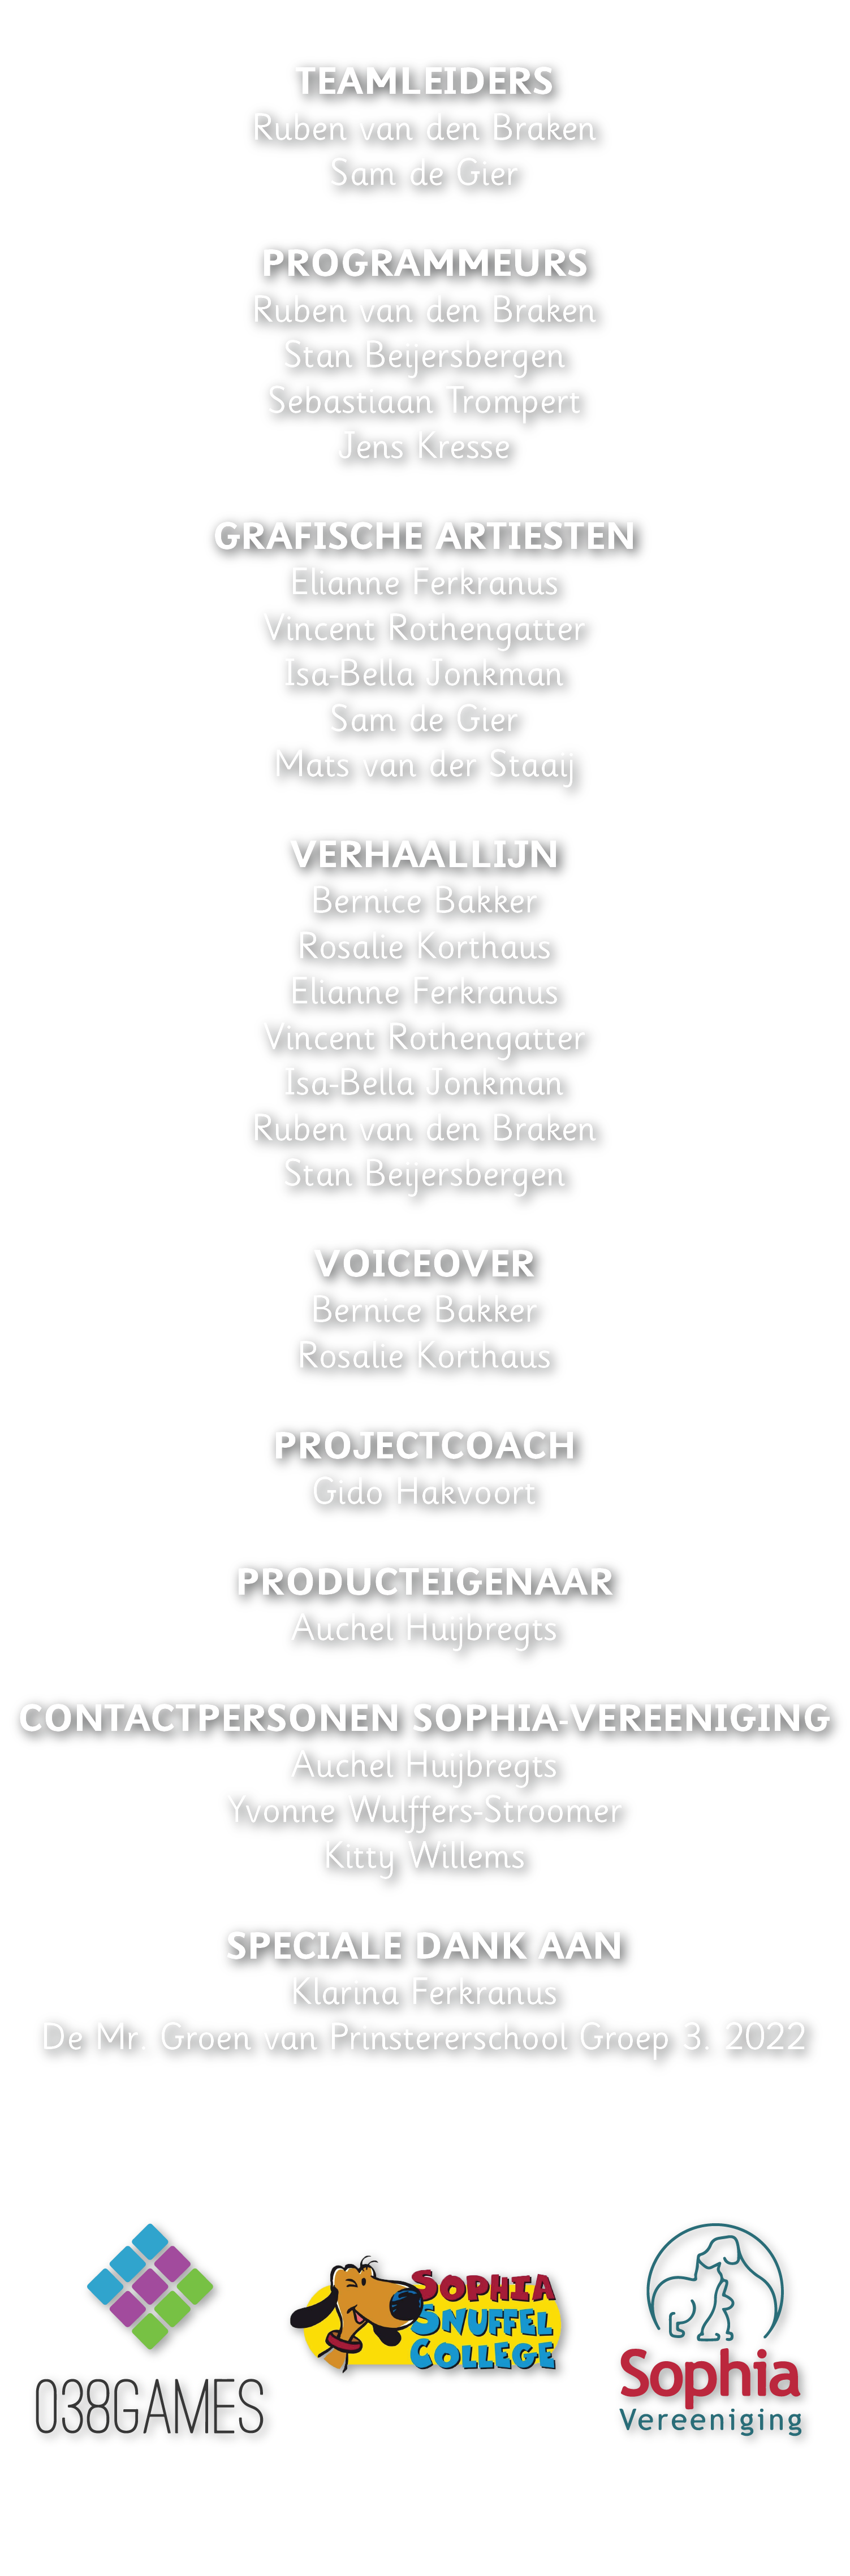 TEAMLEIDERS
Ruben van den Braken
Sam de Gier
PROGRAMMEURS
Ruben van den Braken
Stan Beijersbergen
Sebastiaan Trompert
Jens Kresse
GRAFISCHE ARTIESTEN
Elianne Ferkranus
Vincent Rothengatter
Isa-Bella Jonkman
Sam de Gier
Mats van der Staaij
VERHAALLIJN
Bernice Bakker
Rosalie Korthaus
Elianne Ferkranus
Vincent Rothengatter
Isa-Bella Jonkman
Ruben van den Braken
Stan Beijersbergen
VOICEOVER
Bernice Bakker
Rosalie Korthaus
PROJECTCOACH
Gido Hakvoort
PRODUCTEIGENAAR
Auchel Huijbregts
CONTACTPERSONEN SOPHIA-VEREENIGING
Auchel Huijbregts
Yvonne Wulffers-Stroomer
Kitty Willems
SPECIALE DANK AAN
Klarina Ferkranus
De Mr. Groen van Prinstererschool Groep 3. 2022
038GAMES
SOPHIA
SNUFFEL
COLLEGE
Sophia
Vereeniging